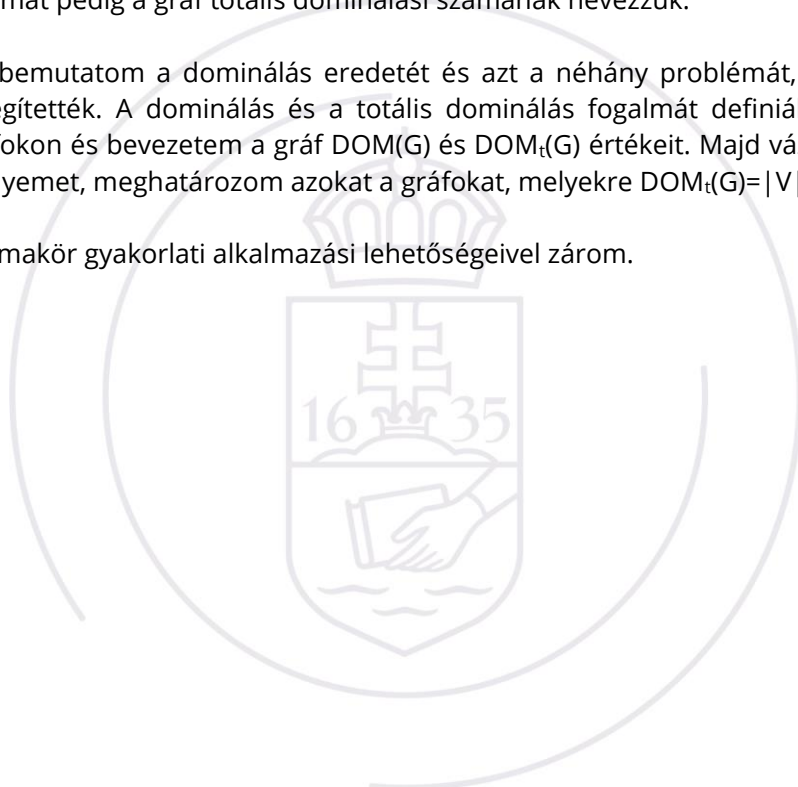 mát pedig a gráf totális dominálási számának nevezzük.
bemutatom a dominálás eredetét és azt a néhány problémát,
gítették. A dominálás és a totális dominálás fogalmát definiá
okon és bevezetem a gráf DOM(G) és DOMₜ(G) értékeit. Majd vá
yemet, meghatározom azokat a gráfokat, melyekre DOMₜ(G)=|V|
makör gyakorlati alkalmazási lehetőségeivel zárom.
16 35